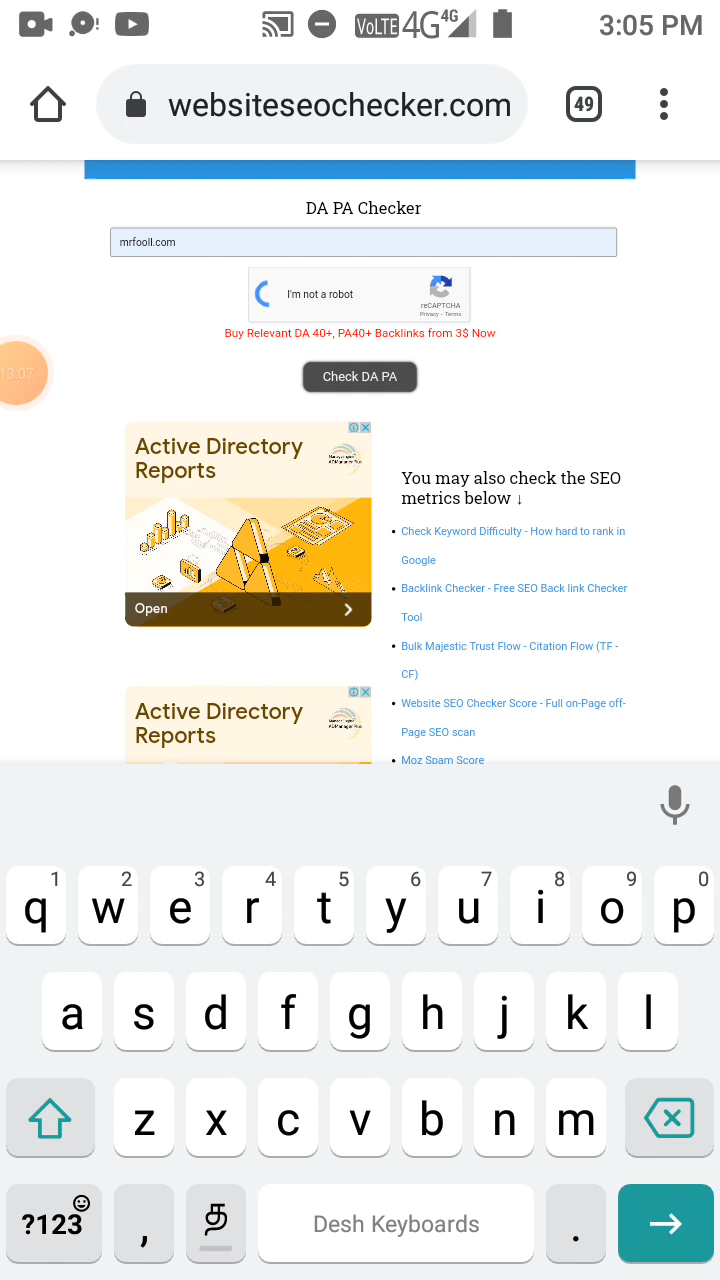 VoLTE 4G 4G 3:05 PM
websiteseochecker.com 49
DA PA Checker
mrfooll.com
I'm not a robot
reCAPTCHA
Privacy - Terms
Buy Relevant DA 40+, PA40+ Backlinks from 3$ Now
13:07
Check DA PA
Active Directory
Reports
Open
You may also check the SEO
metrics below ↓
• Check Keyword Difficulty - How hard to rank in
Google
• Backlink Checker - Free SEO Back link Checker
Tool
• Bulk Majestic Trust Flow - Citation Flow (TF -
CF)
• Website SEO Checker Score - Full on-Page off-
Page SEO scan
• Moz Spam Score
Active Directory
Reports
1 2 3 4 5 6 7 8 9 0
q w e r t y u i o p
a s d f g h j k l
z x c v b n m
?123 , த Desh Keyboards .